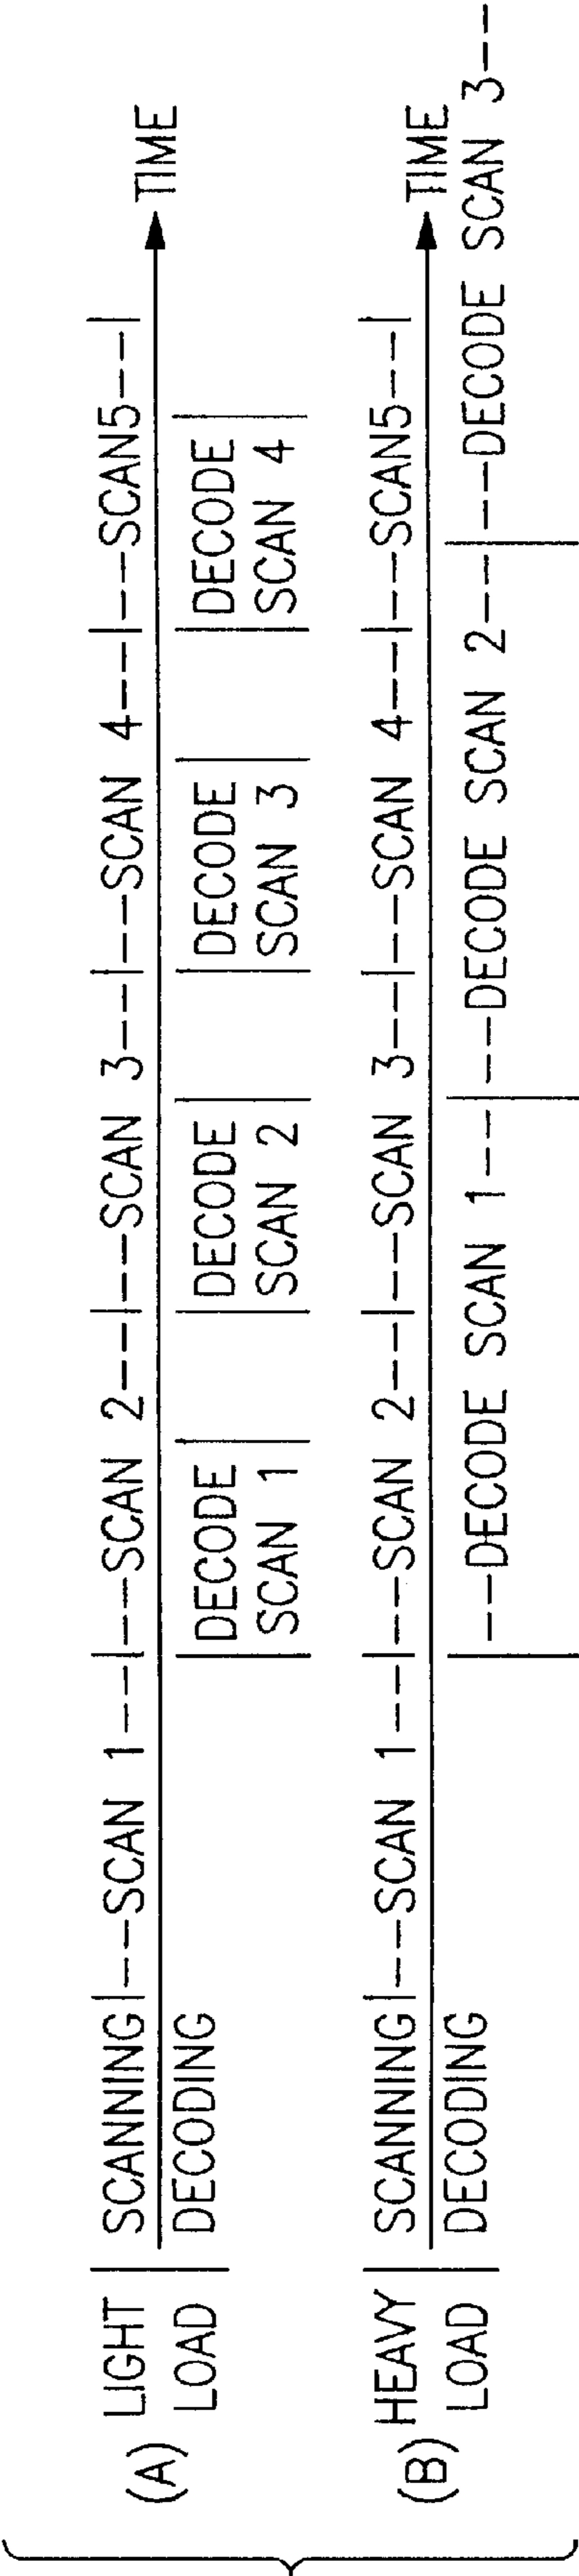 (A) LIGHT LOAD
SCANNING |---SCAN 1---|---SCAN 2---|---SCAN 3---|---SCAN 4---|---SCAN5---|
TIME
DECODING
DECODE SCAN 1
DECODE SCAN 2
DECODE SCAN 3
DECODE SCAN 4
(B) HEAVY LOAD
SCANNING |---SCAN 1---|---SCAN 2---|---SCAN 3---|---SCAN 4---|---SCAN5---|
TIME
DECODING
---DECODE SCAN 1---|---DECODE SCAN 2---|---DECODE SCAN 3---